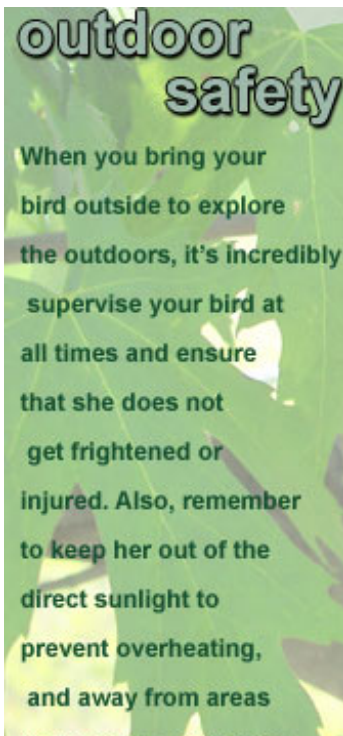 outdoor
safety
When you bring your
bird outside to explore
the outdoors, it's incredibly
supervise your bird at
all times and ensure
that she does not
get frightened or
injured. Also, remember
to keep her out of the
direct sunlight to
prevent overheating,
and away from areas